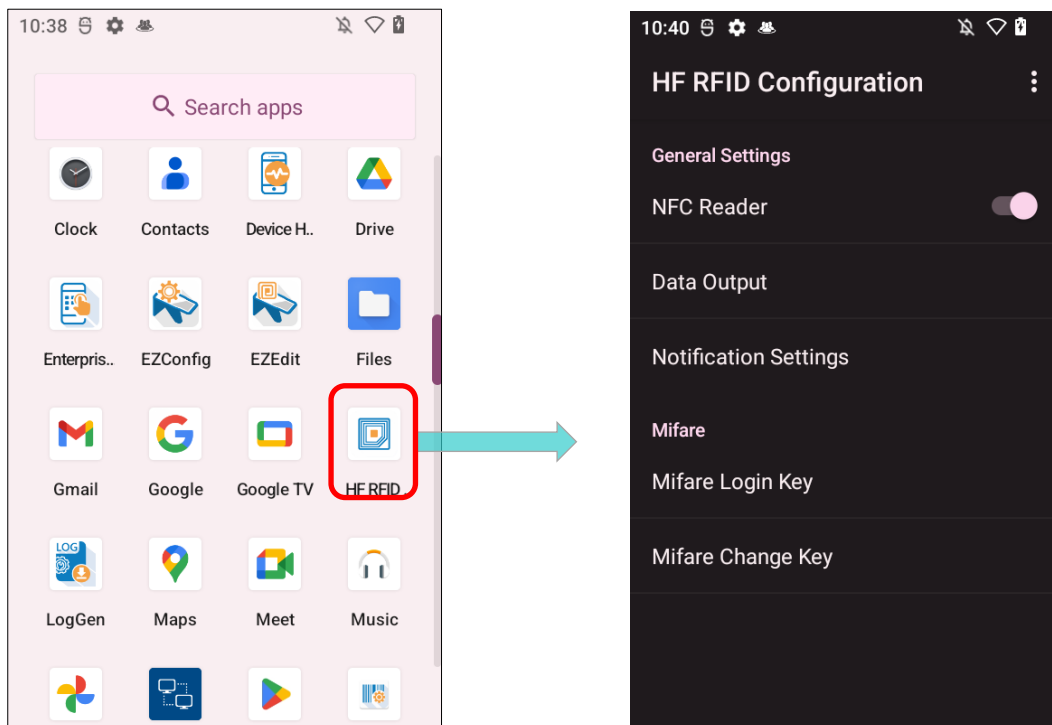 10:38
Search apps
Clock
Contacts
Device H..
Drive
Enterpris..
EZConfig
EZEdit
Files
Gmail
Google
Google TV
HF RFID ..
LOG
LogGen
Maps
Meet
Music
10:40
HF RFID Configuration
General Settings
NFC Reader
Data Output
Notification Settings
Mifare
Mifare Login Key
Mifare Change Key